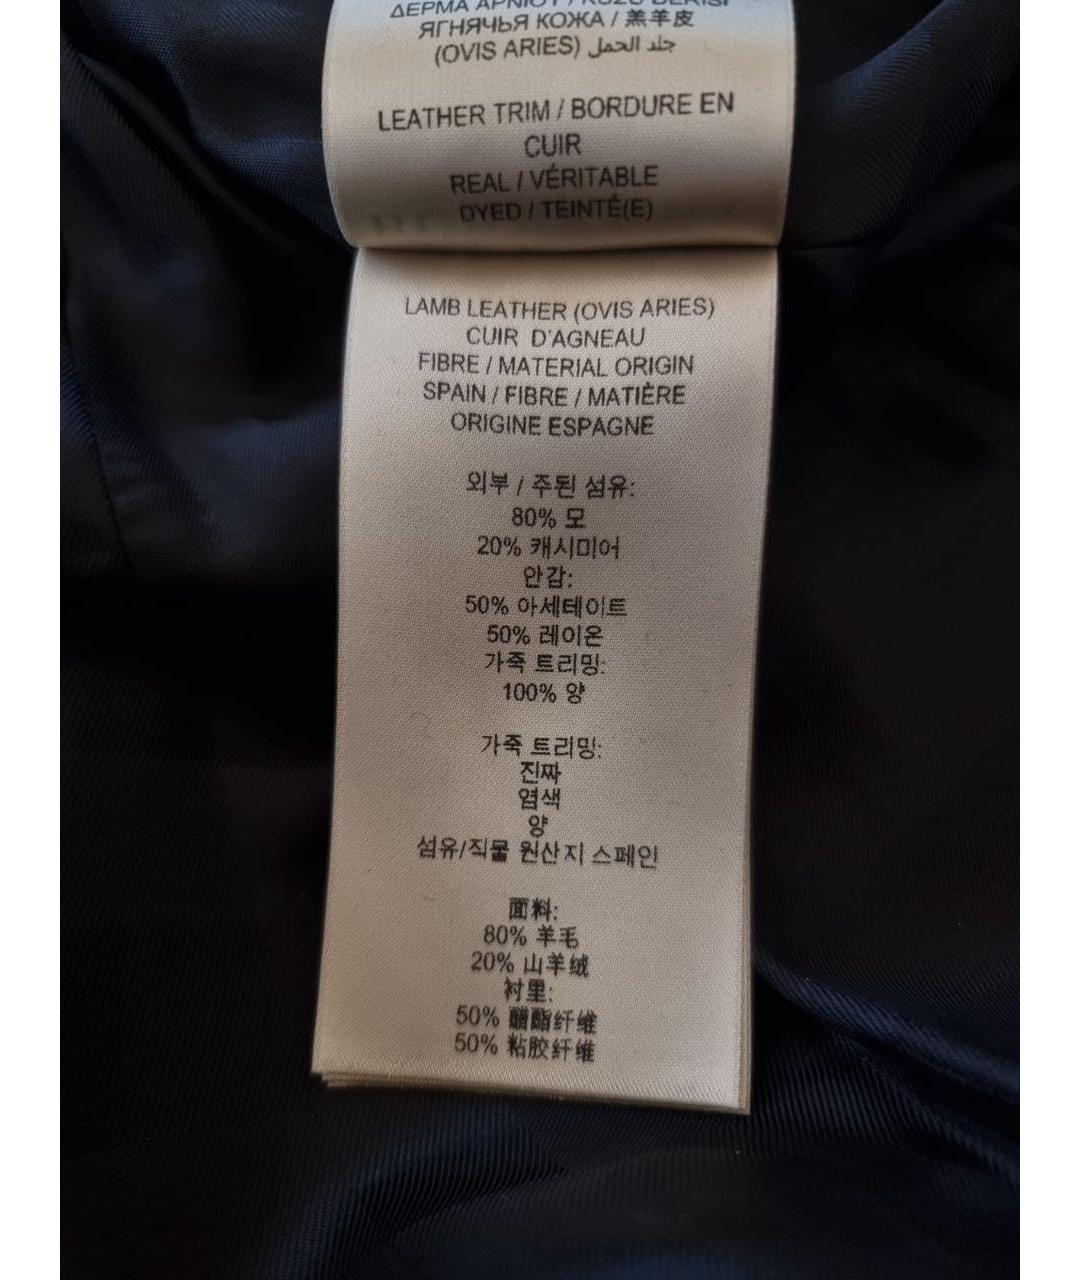 ΔΕΡΜΑ ΑΡΝΙΟΥ / KUZU DERİSİ
ЯГНЯЧЬЯ КОЖА / 羔羊皮
(OVIS ARIES) جلد الحمل
LEATHER TRIM / BORDURE EN
CUIR
REAL / VÉRITABLE
DYED / TEINTÉ(E)
LAMB LEATHER (OVIS ARIES)
CUIR D'AGNEAU
FIBRE / MATERIAL ORIGIN
SPAIN / FIBRE / MATIÈRE
ORIGINE ESPAGNE
외부 / 주된 섬유:
80% 모
20% 캐시미어
안감:
50% 아세테이트
50% 레이온
가죽 트리밍:
100% 양
가죽 트리밍:
진짜
염색
양
섬유/직물 원산지 스페인
面料:
80% 羊毛
20% 山羊绒
衬里:
50% 醋酯纤维
50% 粘胶纤维